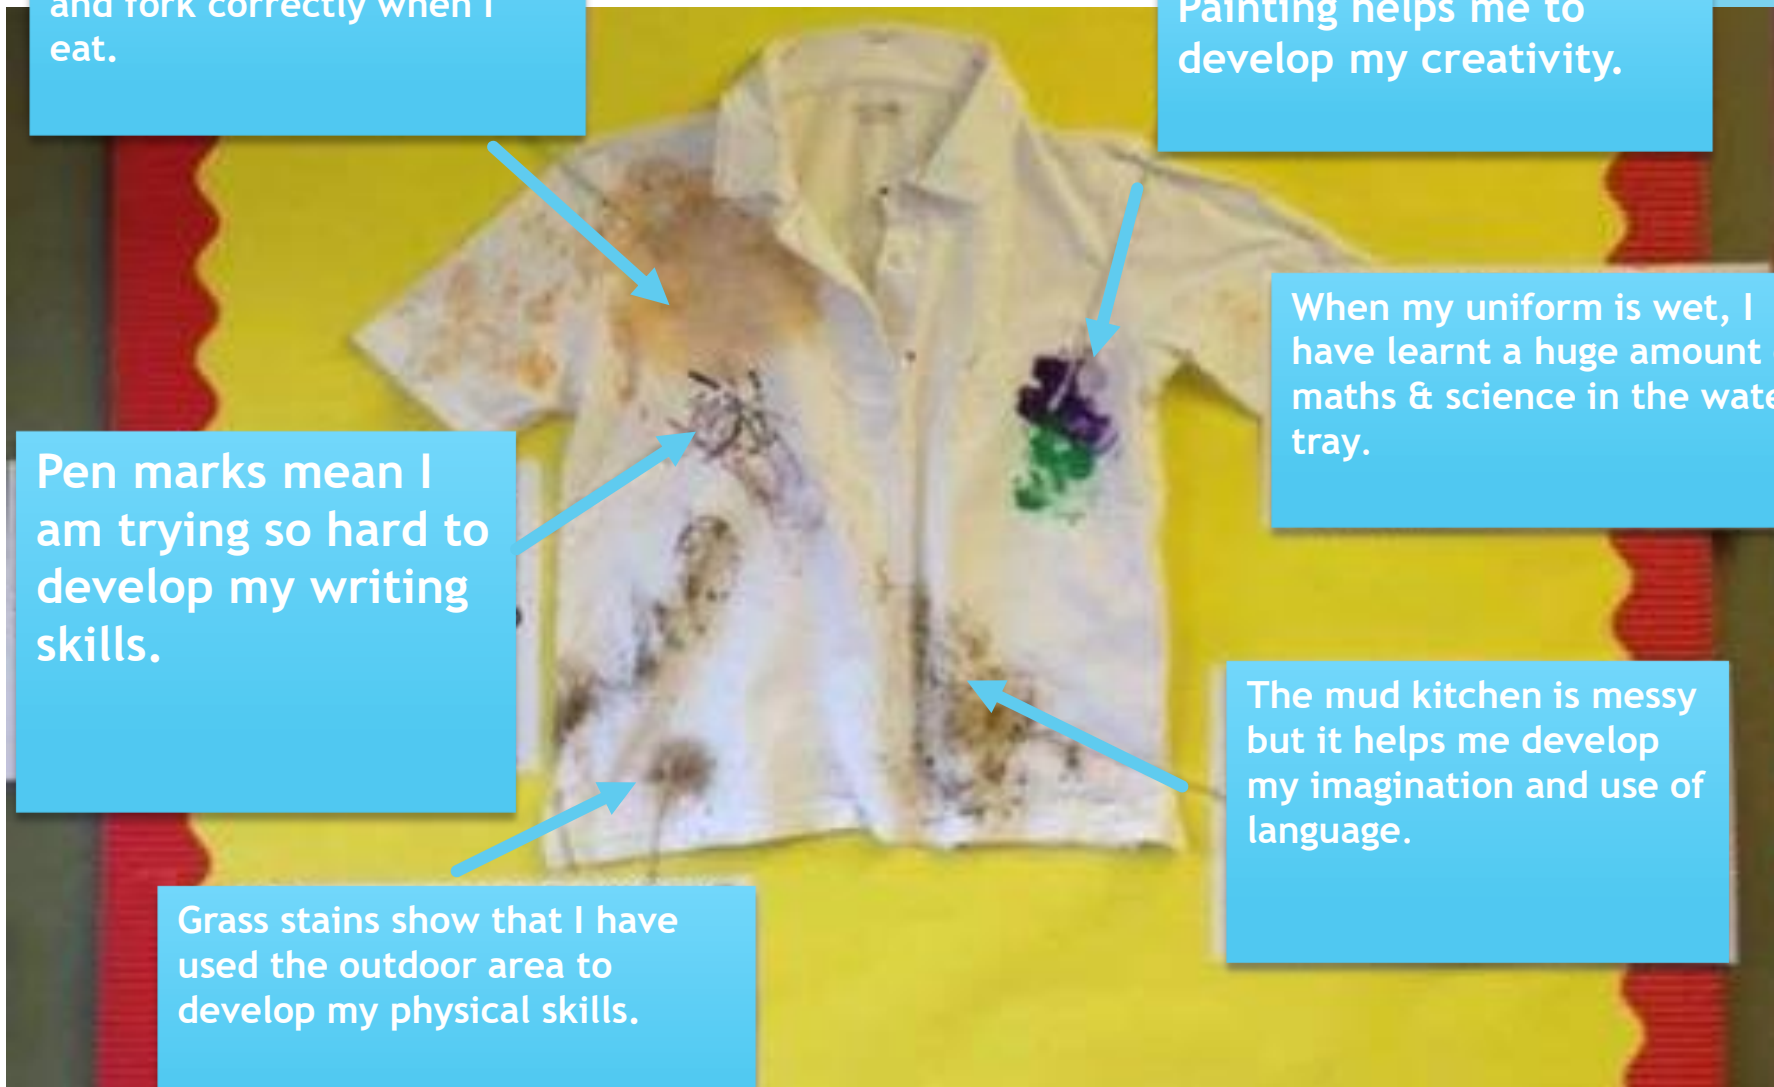 and fork correctly when I
eat.
Painting helps me to
develop my creativity.
When my uniform is wet, I
have learnt a huge amount
maths & science in the
tray.
Pen marks mean I
am trying so hard to
develop my writing
skills.
The mud kitchen is messy
but it helps me develop
my imagination and use of
language.
Grass stains show that I have
used the outdoor area to
develop my physical skills.